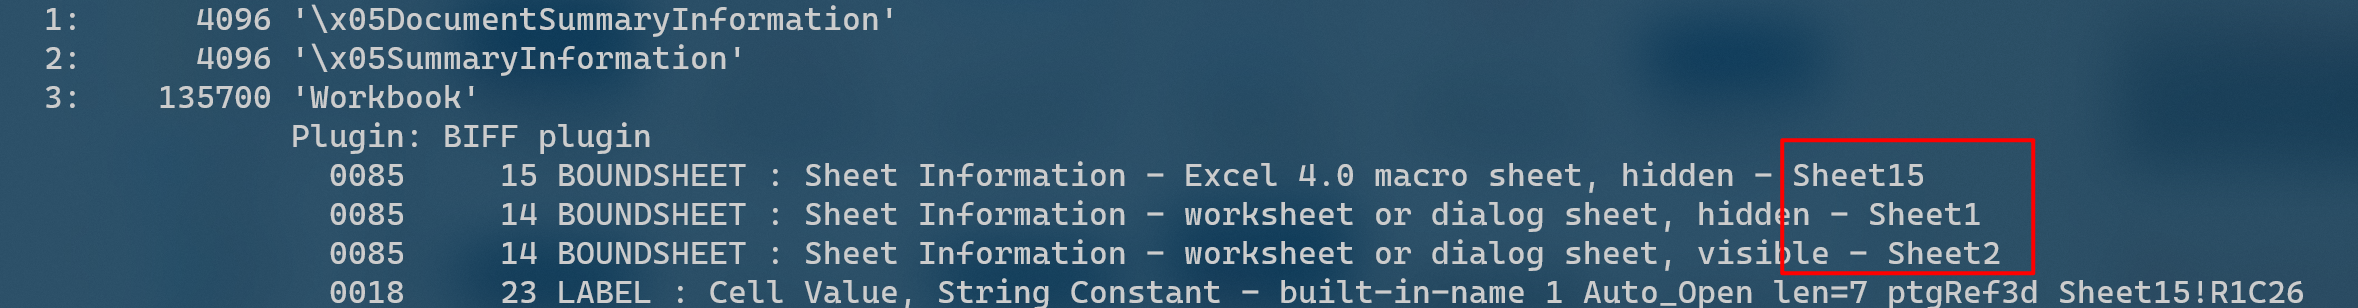 1:      4096 '\x05DocumentSummaryInformation'
2:      4096 '\x05SummaryInformation'
3:    135700 'Workbook'
Plugin: BIFF plugin
0085     15 BOUNDSHEET : Sheet Information - Excel 4.0 macro sheet, hidden - Sheet15
0085     14 BOUNDSHEET : Sheet Information - worksheet or dialog sheet, hidden - Sheet1
0085     14 BOUNDSHEET : Sheet Information - worksheet or dialog sheet, visible - Sheet2
0018     23 LABEL : Cell Value, String Constant - built-in-name 1 Auto_Open len=7 ptgRef3d Sheet15!R1C26